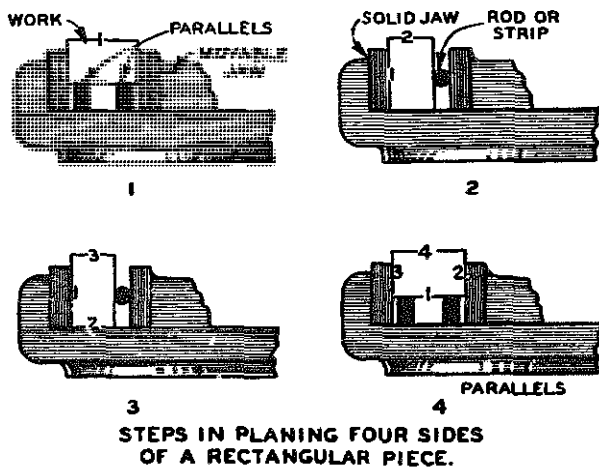 WORK
PARALLELS
1
1
SOLID JAW
ROD OR
STRIP
2
1
2
3
1
2
3
4
3
2
1
PARALLELS
4
STEPS IN PLANING FOUR SIDES
OF A RECTANGULAR PIECE.